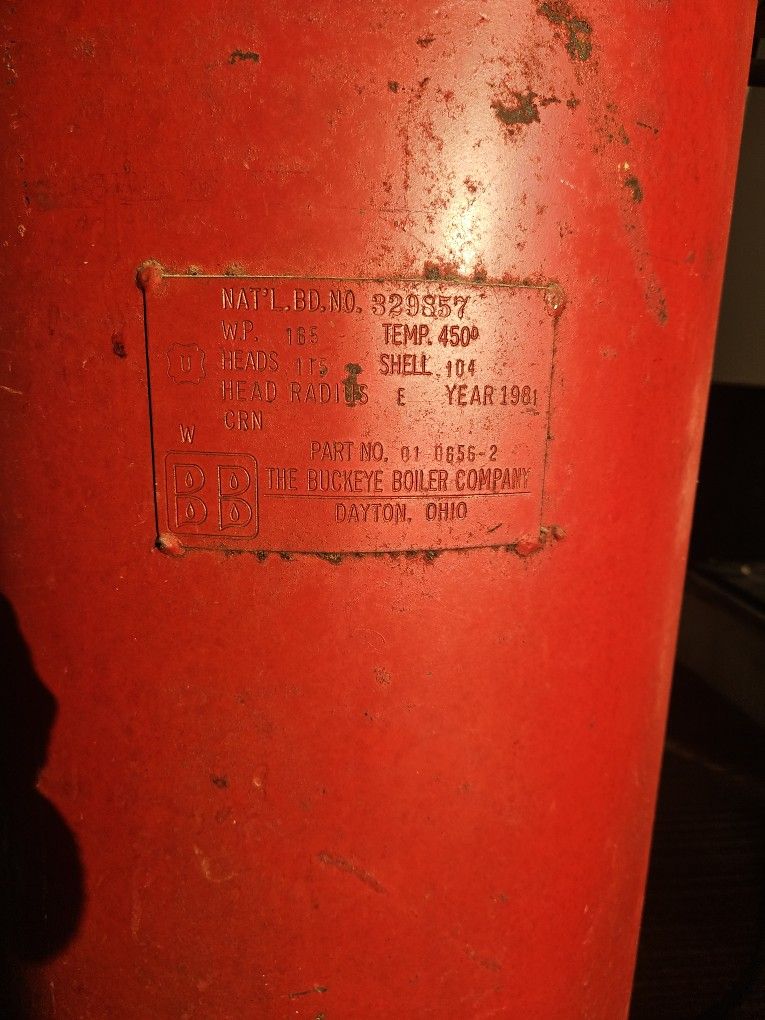 NAT'L.BD.NO. 329857
W.P. 165 TEMP. 450°
U HEADS 115 SHELL .104
HEAD RADIUS E YEAR 1981
CRN
W
PART NO. 01 0656-2
BB THE BUCKEYE BOILER COMPANY
DAYTON, OHIO